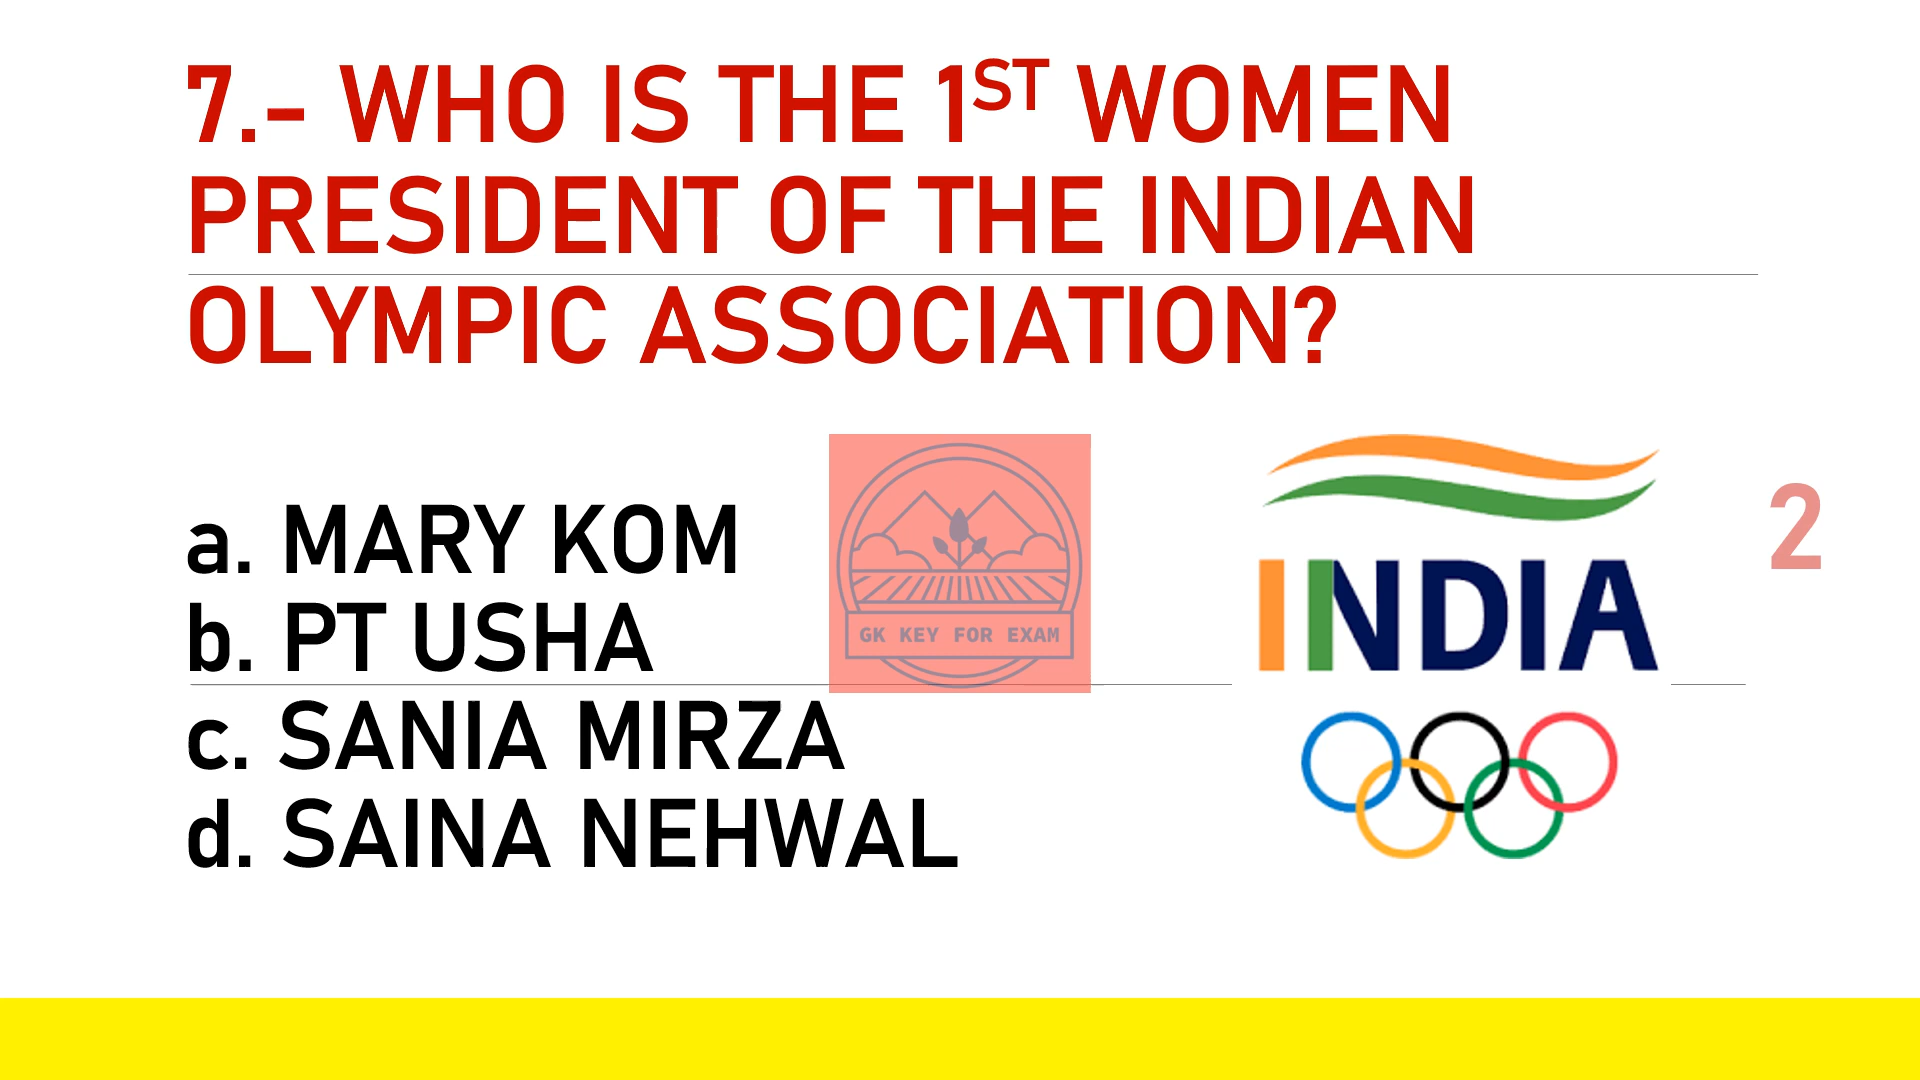 7.- WHO IS THE 1ST WOMEN
PRESIDENT OF THE INDIAN
OLYMPIC ASSOCIATION?
a. MARY KOM
b. PT USHA
c. SANIA MIRZA
d. SAINA NEHWAL
GK KEY FOR EXAM
INDIA
2